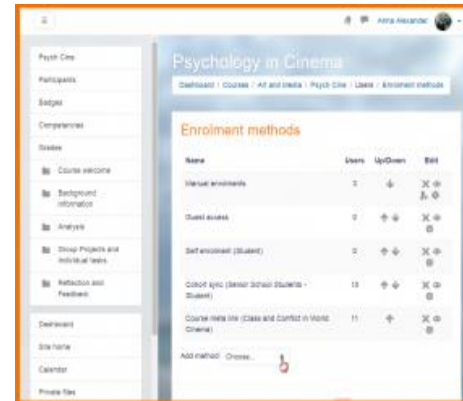 Anna Alexander
Psych Cine
Participants
Badges
Competencies
Grades
Course welcome
Background
information
Analysis
Group Projects and
individual tasks
Reflection and
Feedback
Dashboard
Site home
Calendar
Private files
Psychology in Cinema
Dashboard / Courses / Art and Media / Psych Cine / Users / Enrolment methods
Enrolment methods
Name Users Up/Down Edit
Manual enrolments 0
Guest access 0
Self enrolment (Student) 0
Cohort sync (Senior School Students -
Student) 
Course meta link (Class and Conflict in World
Cinema) 11
Add method Choose...